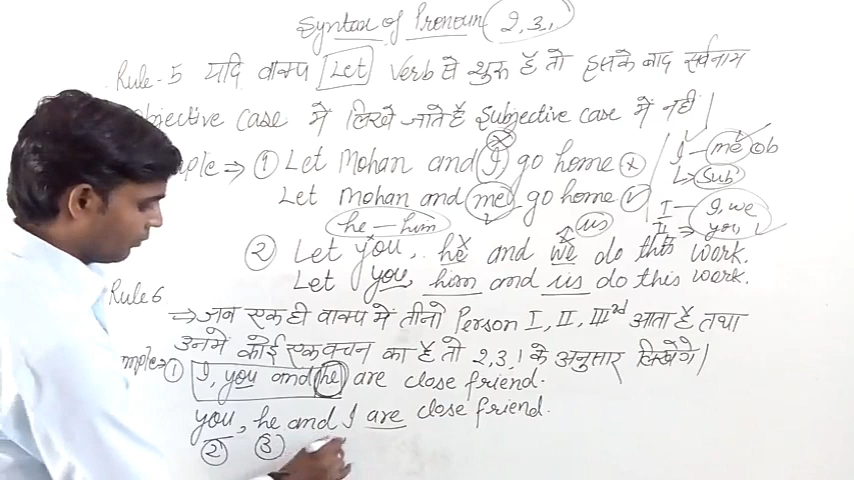 Syntax of Pronoun (2, 3, 1)
Rule-5 यदि वाक्य Let Verb से शुरू हैं तो इसके बाद सर्वनाम
objective case में लिखे जाते हैं Subjective case में नहीं |
mple ⇒ ① Let Mohan and I go home ⓧ
Let Mohan and me go home ✓
he – him
us
② Let you, he and we do this work.
Let you, him and us do this work.
I – me ob
↳ Sub
I – I, we
II ⇒ you
Rule 6
⇒ जब एक ही वाक्य में तीनो Person I, II, IIIrd आता हैं तथा
उनमे कोई एकवचन का हैं तो 2, 3, 1 के अनुसार लिखेंगे |
mple ⇒ ① I, you and he are close friend.
you, he and I are close friend.
② ③